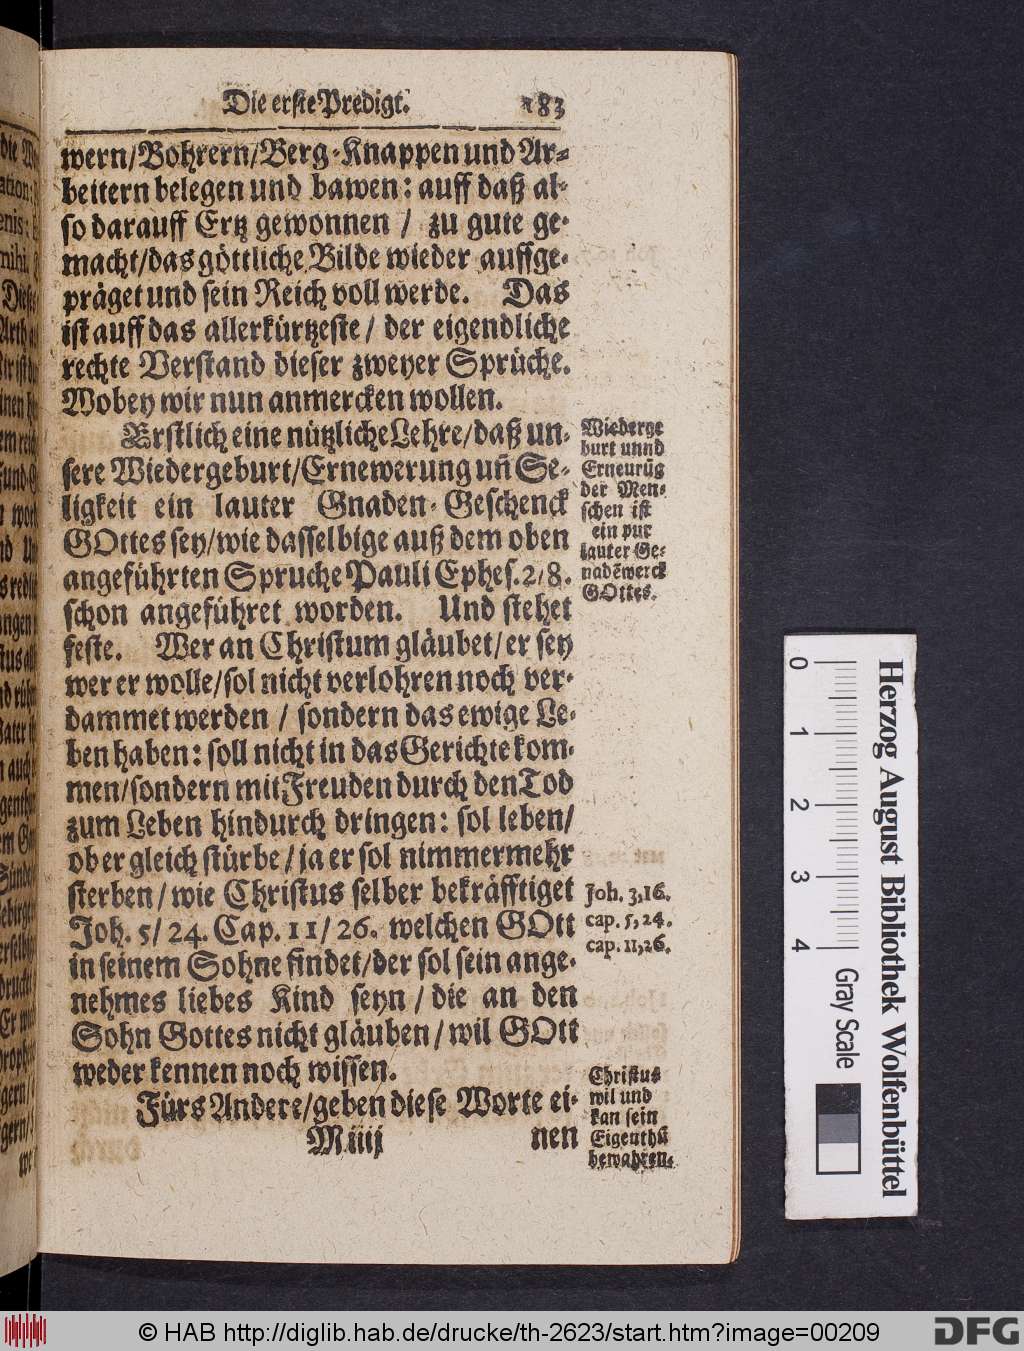 Die erste Predigt. 183
wern/Bohrern/Berg-Knappen und Ar-
beitern belegen und bawen: auff daß al-
so darauff Ertz gewonnen / zu gute ge-
macht/das göttliche Bilde wieder auffge-
präget und sein Reich voll werde. Das
ist auff das allerkürtzeste/ der eigendliche
rechte Verstand dieser zweyer Sprüche.
Wobey wir nun anmercken wollen.
Erstlich eine nützliche Lehre/daß un-
sere Wiedergeburt/Ernewerung uñ Se-
ligkeit ein lauter Gnaden-Geschenck
GOttes sey/wie dasselbige auß dem oben
angeführten Spruche Pauli Ephes. 2/8.
schon angeführet worden. Und stehet
feste. Wer an Christum gläubet/er sey
wer er wolle/sol nicht verlohren noch ver-
dammet werden / sondern das ewige Le-
ben haben: soll nicht in das Gerichte kom-
men/sondern mit Freuden durch den Tod
zum Leben hindurch dringen: sol leben/
ob er gleich stürbe/ja er sol nimmermehr
sterben/wie Christus selber bekräfftiget
Joh. 5/24. Cap. 11/26. welchen GOtt
in seinem Sohne findet/der sol sein ange-
nehmes liebes Kind seyn/die an den
Sohn Gottes nicht gläuben/wil GOtt
weder kennen noch wissen.
Fürs Andere/geben diese Worte ei-
M iiij nen
Wiederge
burt unnd
Erneurūg
der Men-
schen ist
ein pur
lauter Ge-
nadēwerck
GOttes.
Joh. 3,16.
cap. 5,24.
cap. 11,26.
Christus
wil und
kan sein
Eigenthū
bewahren.
0 1 2 3 4
Gray Scale
Herzog August Bibliothek Wolfenbüttel
© HAB http://diglib.hab.de/drucke/th-2623/start.htm?image=00209
DFG